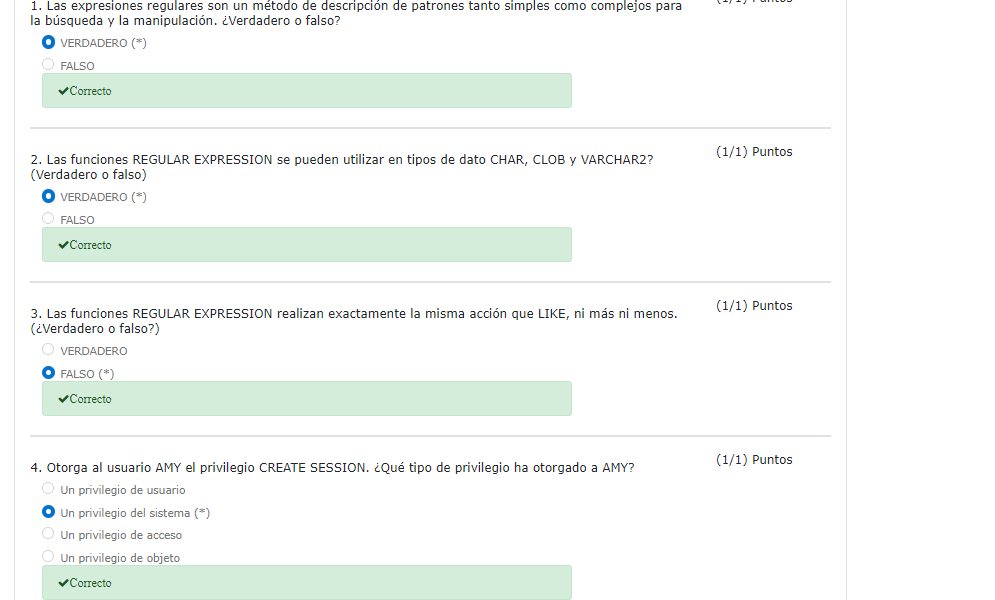 1. Las expresiones regulares son un método de descripción de patrones tanto simples como complejos para
la búsqueda y la manipulación. ¿Verdadero o falso?
(1/1) Puntos
VERDADERO (*)
FALSO
✔Correcto
2. Las funciones REGULAR EXPRESSION se pueden utilizar en tipos de dato CHAR, CLOB y VARCHAR2?
(Verdadero o falso)
(1/1) Puntos
VERDADERO (*)
FALSO
✔Correcto
3. Las funciones REGULAR EXPRESSION realizan exactamente la misma acción que LIKE, ni más ni menos.
(¿Verdadero o falso?)
(1/1) Puntos
VERDADERO
FALSO (*)
✔Correcto
4. Otorga al usuario AMY el privilegio CREATE SESSION. ¿Qué tipo de privilegio ha otorgado a AMY?
(1/1) Puntos
Un privilegio de usuario
Un privilegio del sistema (*)
Un privilegio de acceso
Un privilegio de objeto
✔Correcto